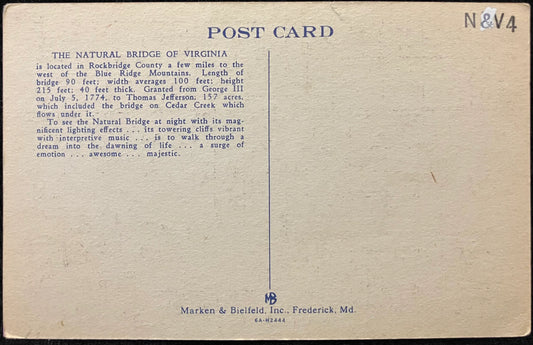 N&V4
POST CARD
THE NATURAL BRIDGE OF VIRGINIA
is located in Rockbridge County a few miles to the
west of the Blue Ridge Mountains. Length of
bridge 90 feet; width averages 100 feet; height
215 feet; 40 feet thick. Granted from George III
on July 5, 1774, to Thomas Jefferson, 157 acres,
which included the bridge on Cedar Creek which
flows under it.
To see the Natural Bridge at night with its mag-
nificent lighting effects . . . its towering cliffs vibrant
with interpretive music . . . is to walk through a
dream into the dawning of life . . . a surge of
emotion . . . awesome . . . majestic.
MB
Marken & Bielfeld, Inc., Frederick, Md.
6A-H2444